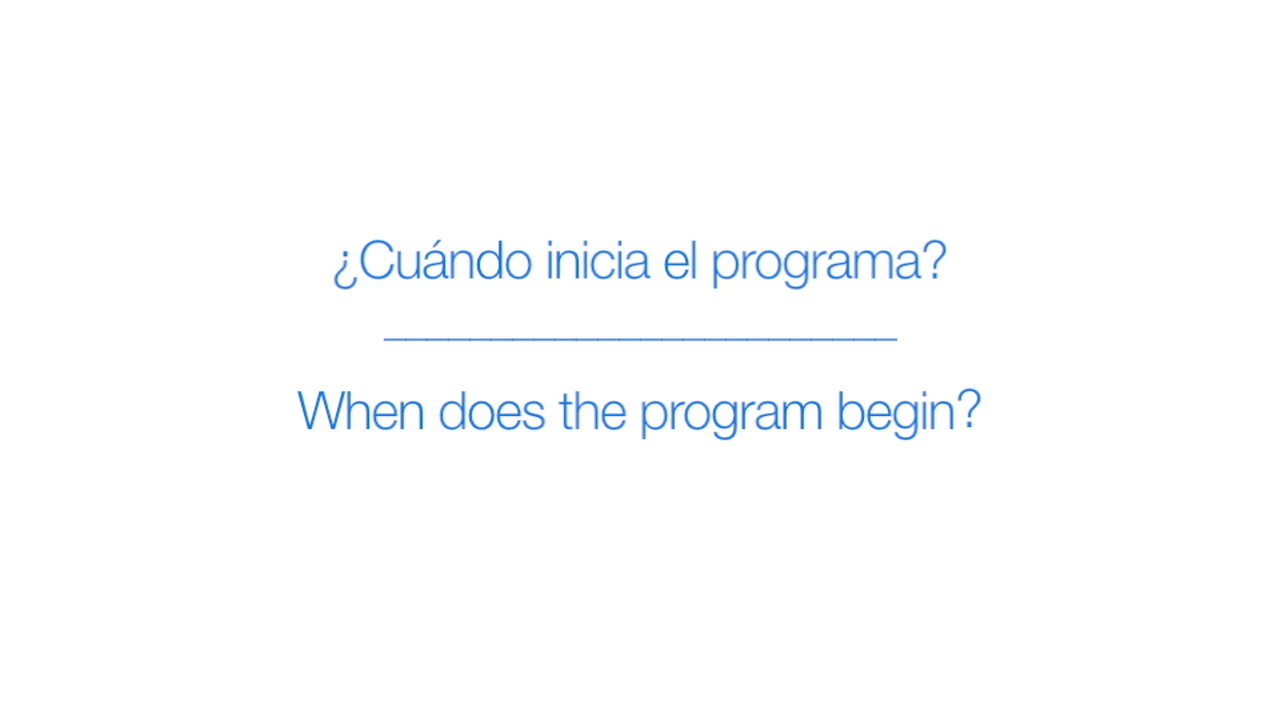 ¿Cuándo inicia el programa?
When does the program begin?